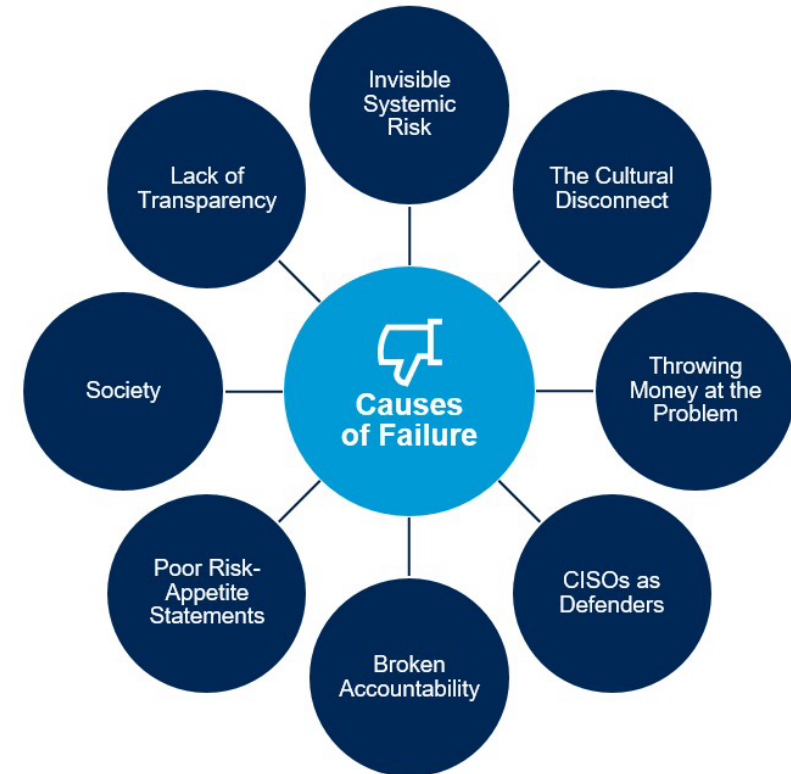 Invisible
Systemic
Risk
The Cultural
Disconnect
Throwing
Money at the
Problem
CISOs as
Defenders
Broken
Accountability
Poor Risk-
Appetite
Statements
Society
Lack of
Transparency
Causes
of Failure